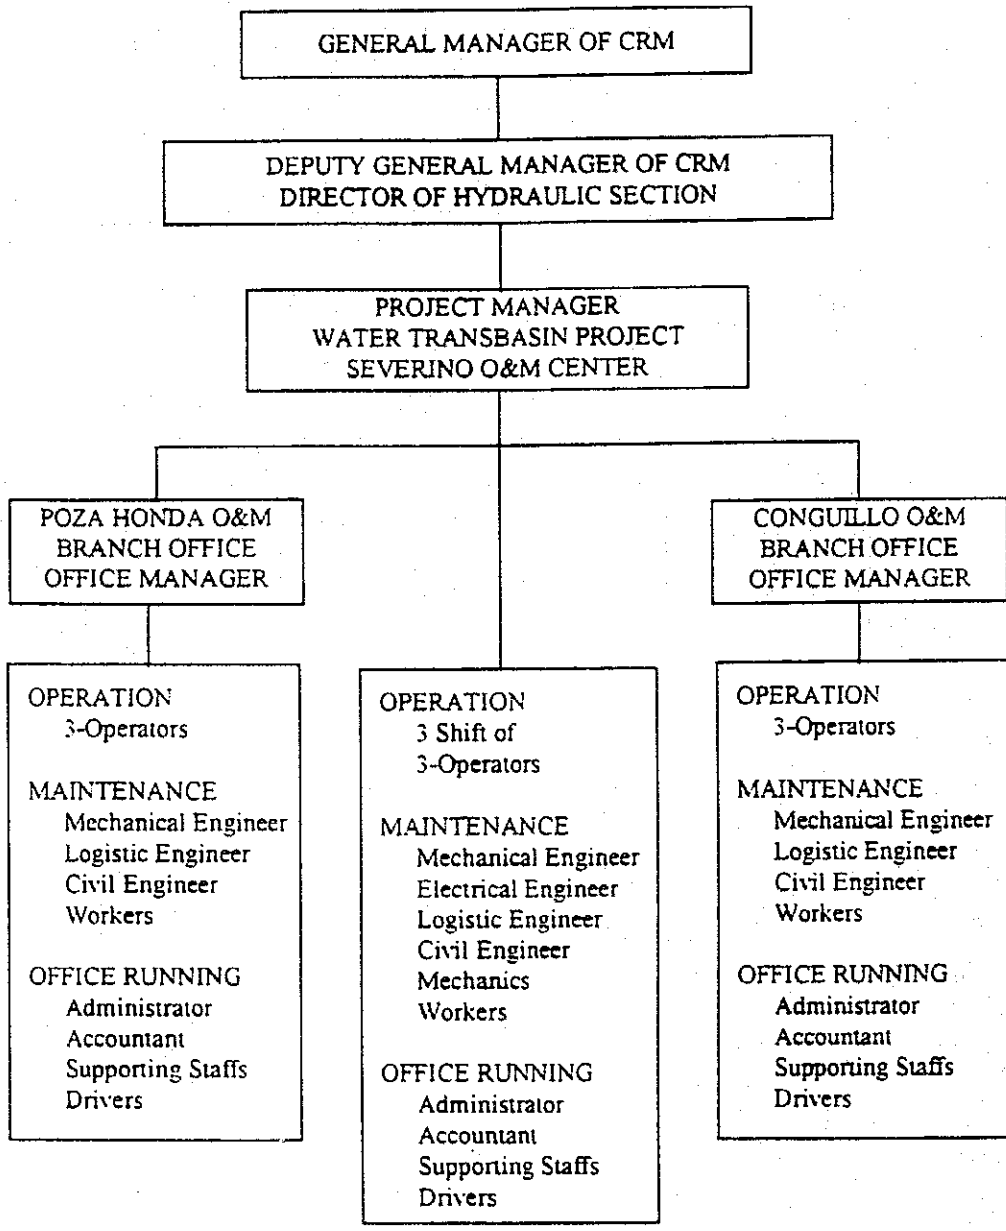 GENERAL MANAGER OF CRM
DEPUTY GENERAL MANAGER OF CRM
DIRECTOR OF HYDRAULIC SECTION
PROJECT MANAGER
WATER TRANSBASIN PROJECT
SEVERINO O&M CENTER
POZA HONDA O&M
BRANCH OFFICE
OFFICE MANAGER
CONGUILLO O&M
BRANCH OFFICE
OFFICE MANAGER
OPERATION
3-Operators
MAINTENANCE
Mechanical Engineer
Logistic Engineer
Civil Engineer
Workers
OFFICE RUNNING
Administrator
Accountant
Supporting Staffs
Drivers
OPERATION
3 Shift of
3-Operators
MAINTENANCE
Mechanical Engineer
Electrical Engineer
Logistic Engineer
Civil Engineer
Mechanics
Workers
OFFICE RUNNING
Administrator
Accountant
Supporting Staffs
Drivers
OPERATION
3-Operators
MAINTENANCE
Mechanical Engineer
Logistic Engineer
Civil Engineer
Workers
OFFICE RUNNING
Administrator
Accountant
Supporting Staffs
Drivers